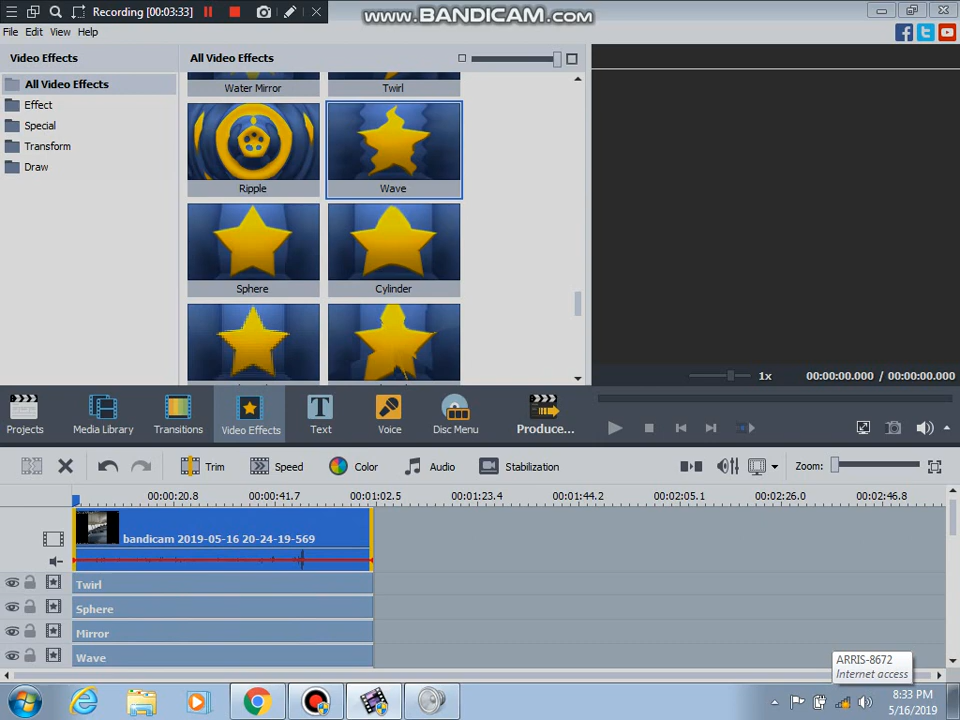 Recording [00:03:33]
www.BANDICAM.com
File Edit View Help
Video Effects
All Video Effects
All Video Effects
Effect
Special
Transform
Draw
Water Mirror
Twirl
Ripple
Wave
Sphere
Cylinder
1x
00:00:00.000 / 00:00:00.000
Projects
Media Library
Transitions
Video Effects
Text
Voice
Disc Menu
Produce...
Trim
Speed
Color
Audio
Stabilization
Zoom:
00:00:20.8 00:00:41.7 00:01:02.5 00:01:23.4 00:01:44.2 00:02:05.1 00:02:26.0 00:02:46.8
bandicam 2019-05-16 20-24-19-569
Twirl
Sphere
Mirror
Wave
ARRIS-8672
Internet access
8:33 PM
5/16/2019